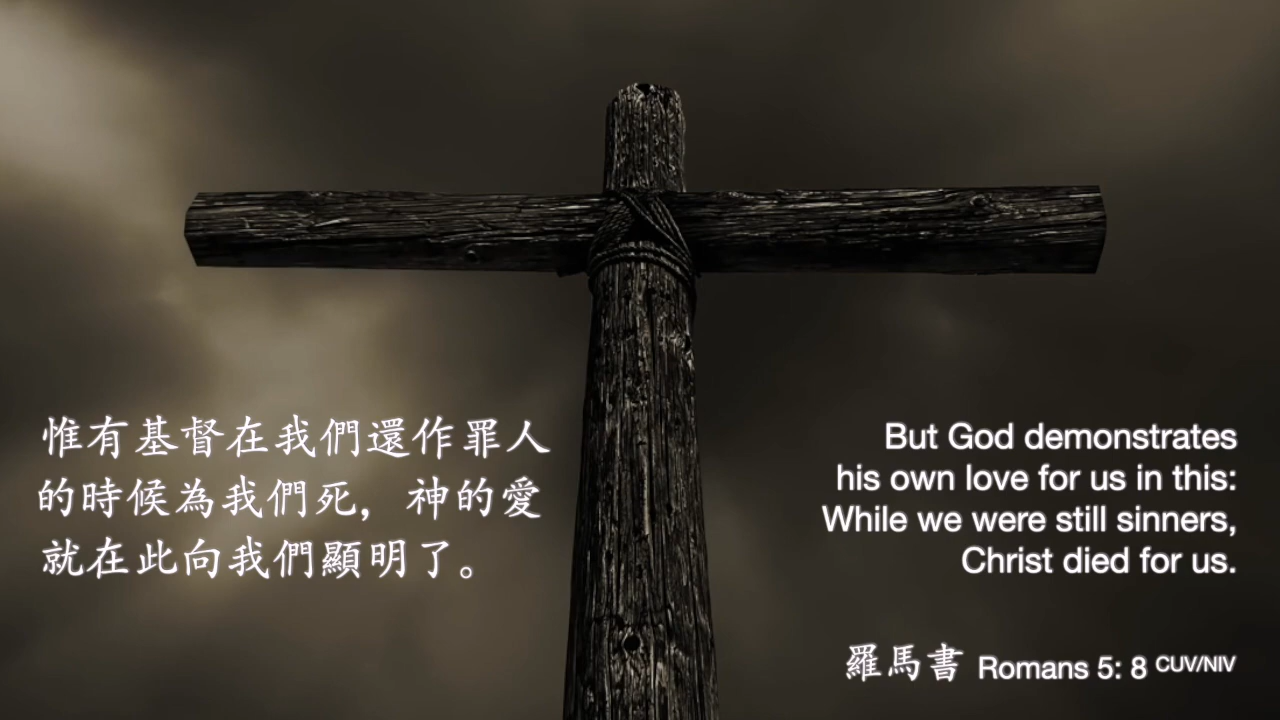 惟有基督在我們還作罪人
的時候為我們死，神的愛
就在此向我們顯明了。
But God demonstrates
his own love for us in this:
While we were still sinners,
Christ died for us.
羅馬書 Romans 5: 8 CUV/NIV